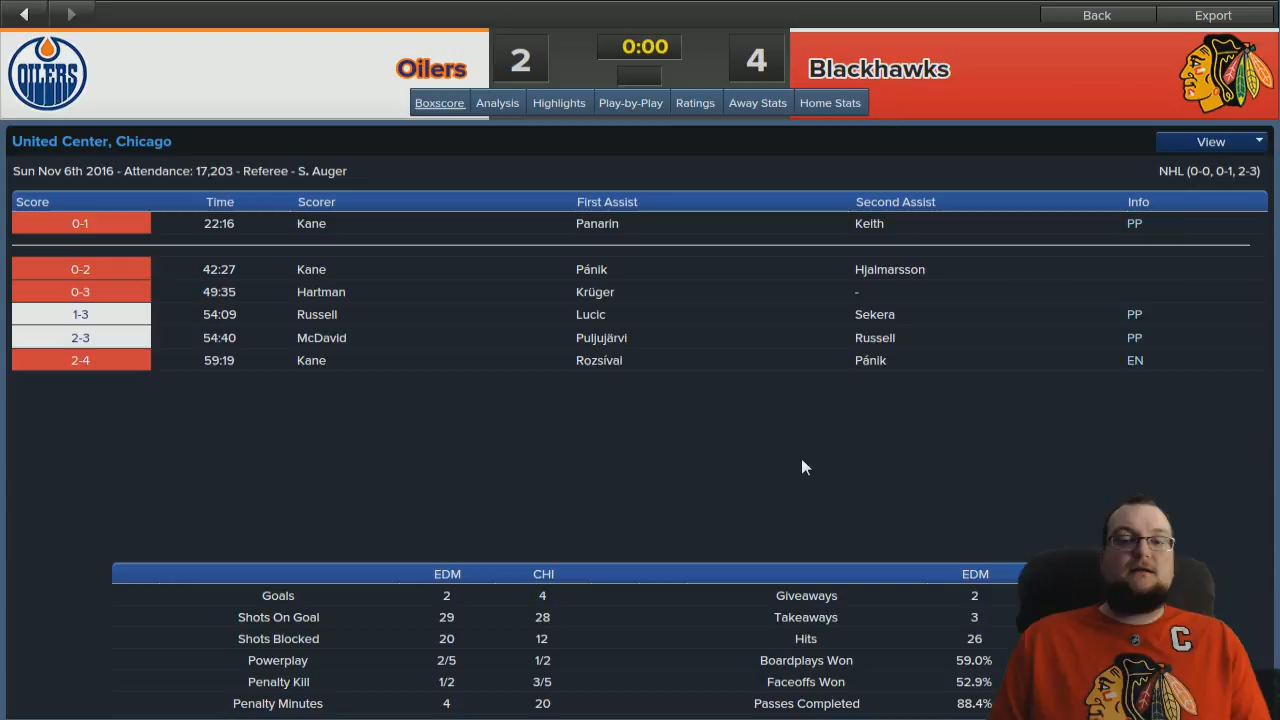 Back Export
OILERS Oilers 2 0:00 4 Blackhawks
Boxscore Analysis Highlights Play-by-Play Ratings Away Stats Home Stats
United Center, Chicago View
Sun Nov 6th 2016 - Attendance: 17,203 - Referee - S. Auger NHL (0-0, 0-1, 2-3)
Score Time Scorer First Assist Second Assist Info
0-1 22:16 Kane Panarin Keith PP
0-2 42:27 Kane Pánik Hjalmarsson
0-3 49:35 Hartman Krüger -
1-3 54:09 Russell Lucic Sekera PP
2-3 54:40 McDavid Puljujärvi Russell PP
2-4 59:19 Kane Rozsíval Pánik EN
EDM CHI EDM
Goals 2 4 Giveaways 2
Shots On Goal 29 28 Takeaways 3
Shots Blocked 20 12 Hits 26
Powerplay 2/5 1/2 Boardplays Won 59.0%
Penalty Kill 1/2 3/5 Faceoffs Won 52.9%
Penalty Minutes 4 20 Passes Completed 88.4%
C